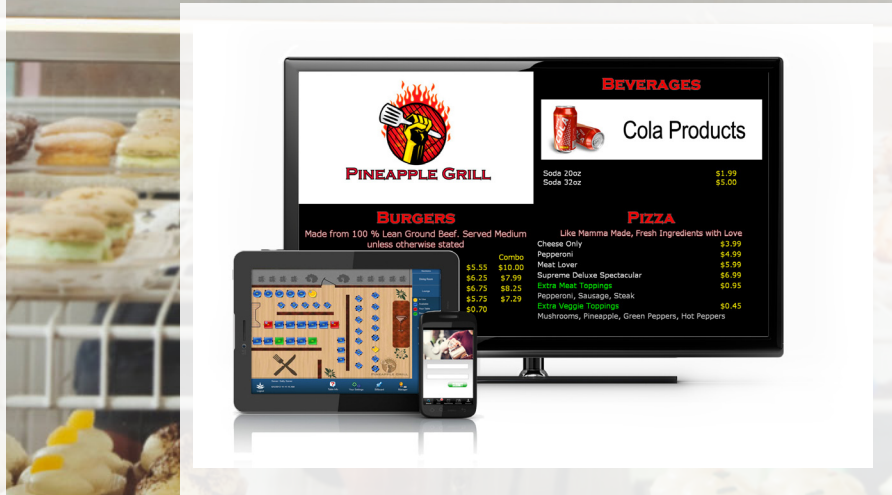 PINEAPPLE GRILL
BEVERAGES
Cola Products
Soda 20oz $1.99
Soda 32oz $5.00
BURGERS
Made from 100 % Lean Ground Beef. Served Medium
unless otherwise stated
Combo
$5.55 $10.00
$6.25 $7.99
$6.75 $8.25
$5.75 $7.29
$0.70
PIZZA
Like Mamma Made, Fresh Ingredients with Love
Cheese Only $3.99
Pepperoni $4.99
Meat Lover $5.99
Supreme Deluxe Spectacular $6.99
Extra Meat Toppings $0.95
Pepperoni, Sausage, Steak
Extra Veggie Toppings $0.45
Mushrooms, Pineapple, Green Peppers, Hot Peppers